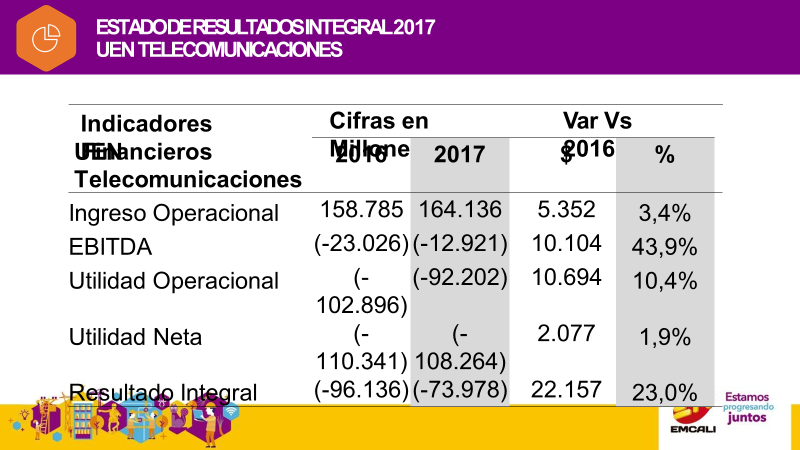 ESTADO DE RESULTADOS INTEGRAL 2017
UEN TELECOMUNICACIONES
Indicadores Financieros
UEN Telecomunicaciones
Cifras en Millone
Var Vs 2016
2016 2017 $ %
Ingreso Operacional 158.785 164.136 5.352 3,4%
EBITDA (-23.026) (-12.921) 10.104 43,9%
Utilidad Operacional (-102.896) (-92.202) 10.694 10,4%
Utilidad Neta (-110.341) (-108.264) 2.077 1,9%
Resultado Integral (-96.136) (-73.978) 22.157 23,0%
EMCALI
Estamos
progresando
juntos